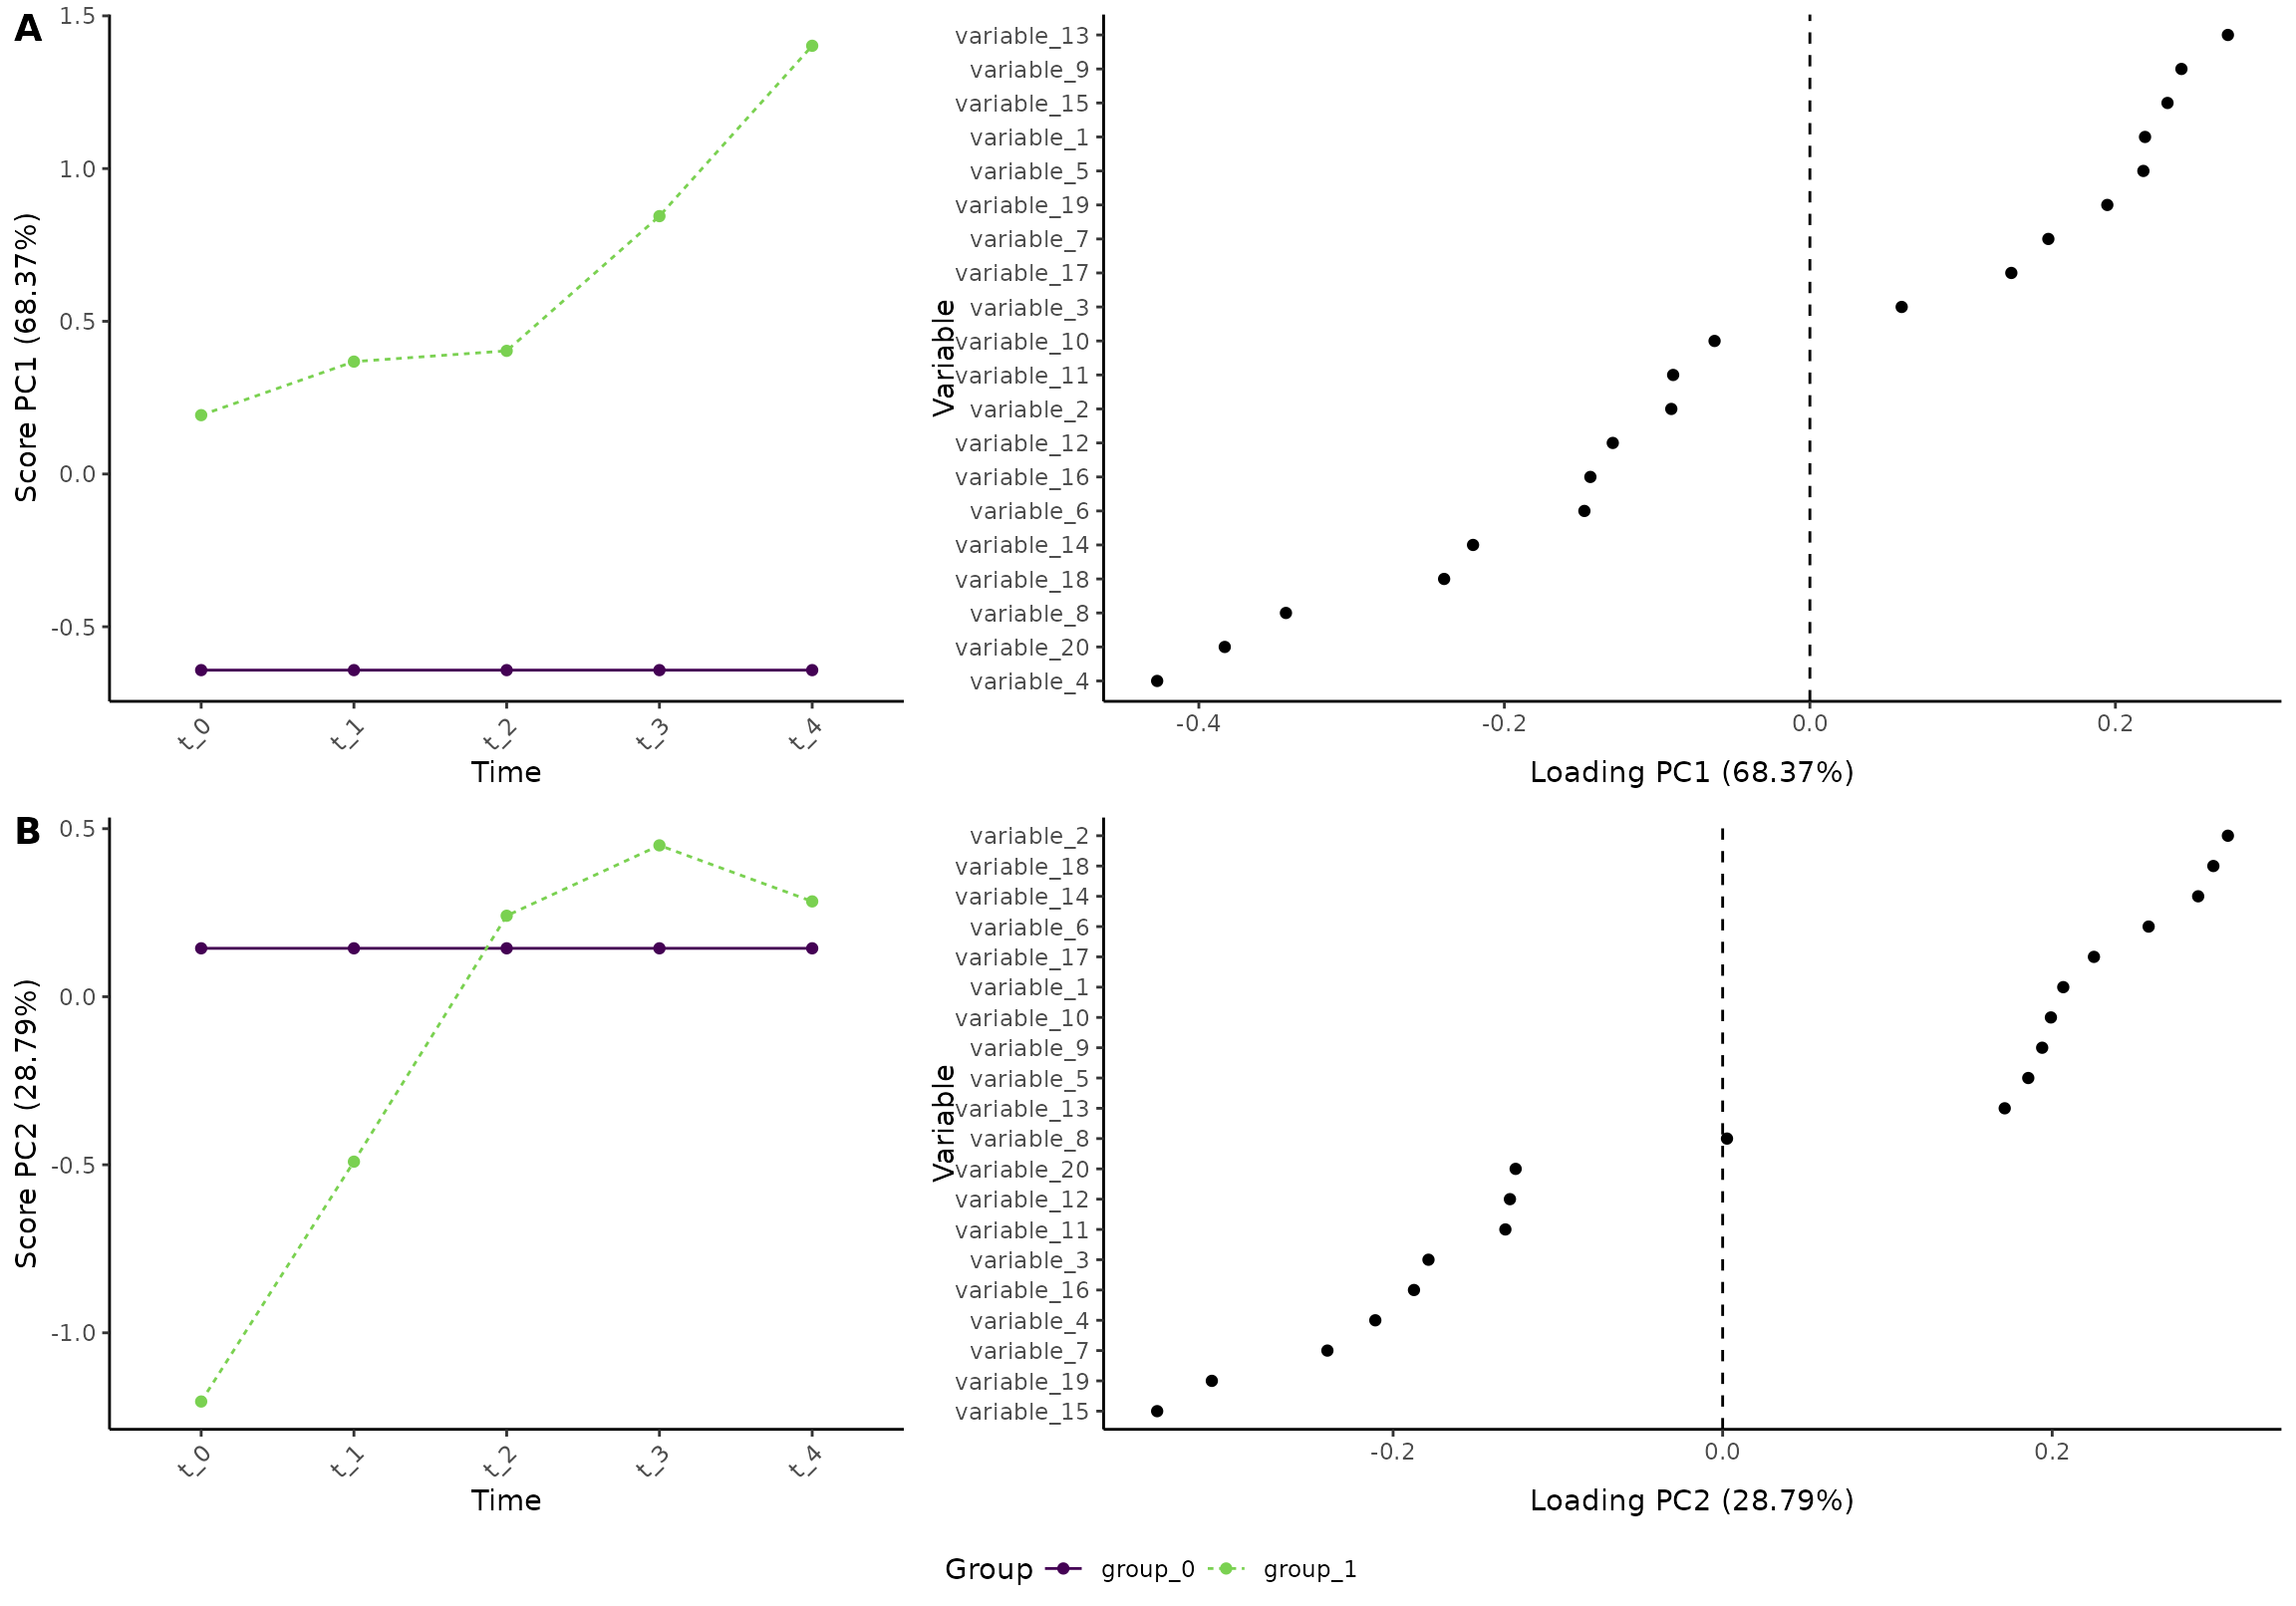 A
1.5
1.0
0.5
0.0
-0.5
Score PC1 (68.37%)
t_0
t_1
t_2
t_3
t_4
Time
Variable
variable_13
variable_9
variable_15
variable_1
variable_5
variable_19
variable_7
variable_17
variable_3
variable_10
variable_11
variable_2
variable_12
variable_16
variable_6
variable_14
variable_18
variable_8
variable_20
variable_4
-0.4
-0.2
0.0
0.2
Loading PC1 (68.37%)
B
0.5
0.0
-0.5
-1.0
Score PC2 (28.79%)
t_0
t_1
t_2
t_3
t_4
Time
Variable
variable_2
variable_18
variable_14
variable_6
variable_17
variable_1
variable_10
variable_9
variable_5
variable_13
variable_8
variable_20
variable_12
variable_11
variable_3
variable_16
variable_4
variable_7
variable_19
variable_15
-0.2
0.0
0.2
Loading PC2 (28.79%)
Group group_0 group_1